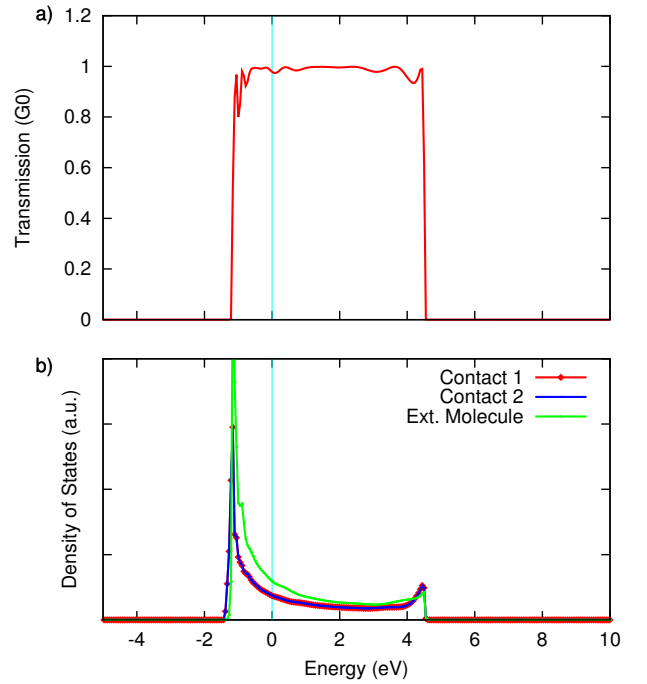 a)
1.2
1
0.8
0.6
0.4
0.2
0
Transmission (G0)
b)
Contact 1
Contact 2
Ext. Molecule
Density of States (a.u.)
-4 -2 0 2 4 6 8 10
Energy (eV)